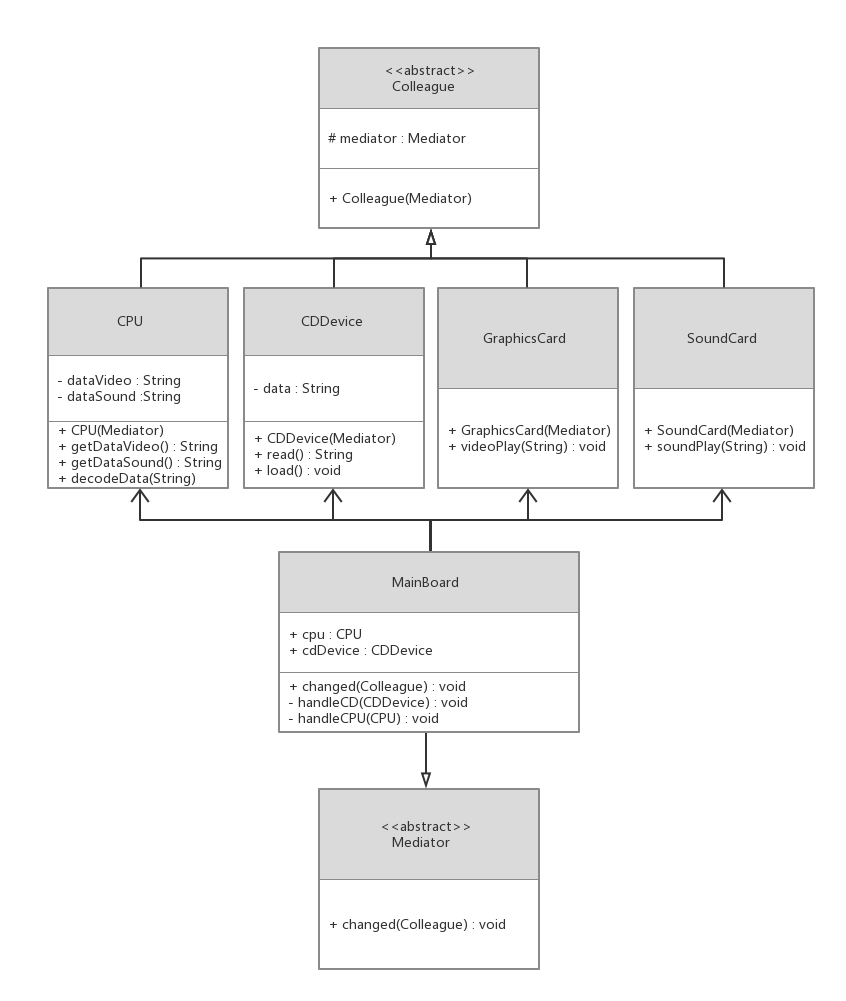 <<abstract>>
Colleague
# mediator : Mediator
+ Colleague(Mediator)
CPU
- dataVideo : String
- dataSound :String
+ CPU(Mediator)
+ getDataVideo() : String
+ getDataSound() : String
+ decodeData(String)
CDDevice
- data : String
+ CDDevice(Mediator)
+ read() : String
+ load() : void
GraphicsCard
+ GraphicsCard(Mediator)
+ videoPlay(String) : void
SoundCard
+ SoundCard(Mediator)
+ soundPlay(String) : void
MainBoard
+ cpu : CPU
+ cdDevice : CDDevice
+ changed(Colleague) : void
- handleCD(CDDevice) : void
- handleCPU(CPU) : void
<<abstract>>
Mediator
+ changed(Colleague) : void